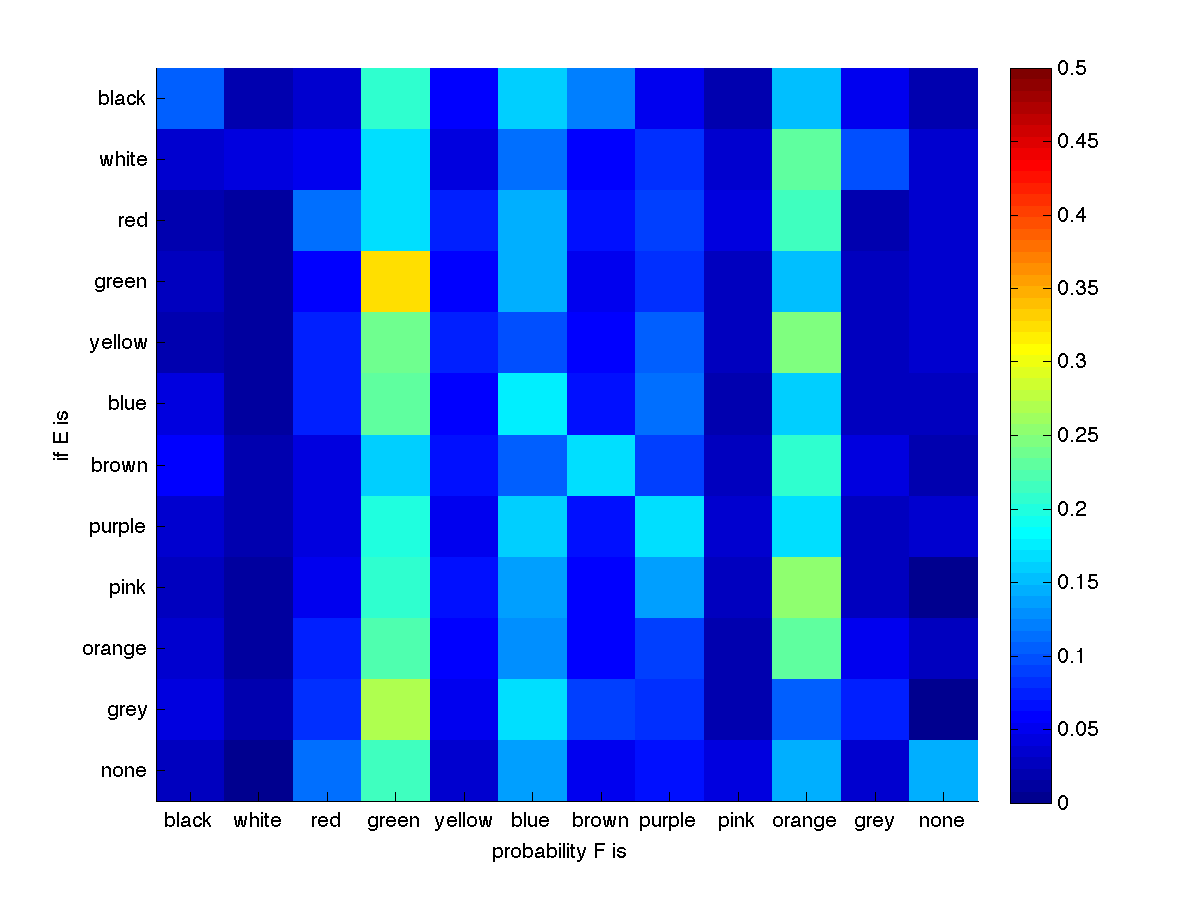 black
white
red
green
yellow
blue
brown
purple
pink
orange
grey
none
if E is
black white red green yellow blue brown purple pink orange grey none
probability F is
0.5
0.45
0.4
0.35
0.3
0.25
0.2
0.15
0.1
0.05
0